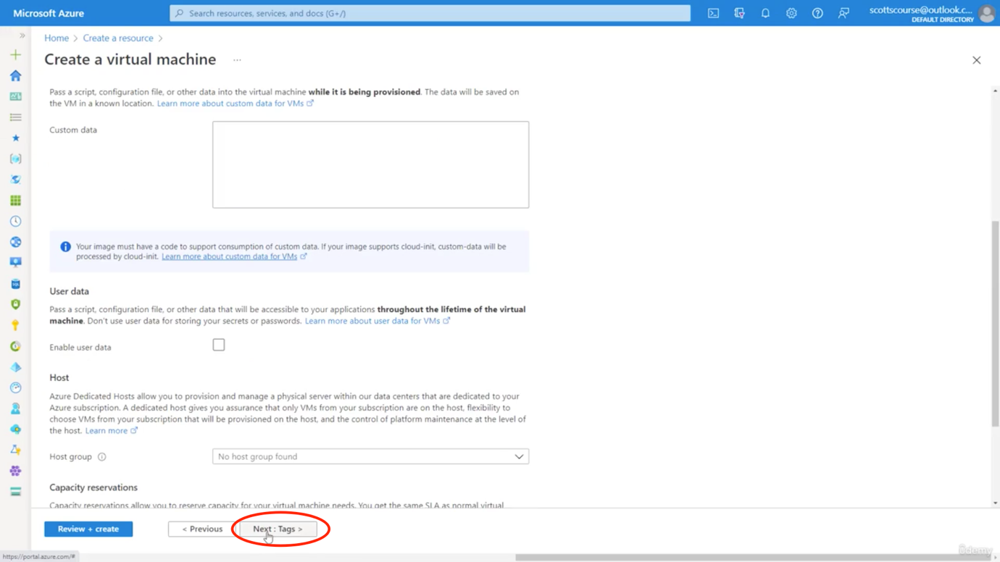 Microsoft Azure
Search resources, services, and docs (G+/)
scottscourse@outlook.c...
DEFAULT DIRECTORY
Home > Create a resource >
Create a virtual machine ...
Pass a script, configuration file, or other data into the virtual machine while it is being provisioned. The data will be saved on
the VM in a known location. Learn more about custom data for VMs
Custom data
Your image must have a code to support consumption of custom data. If your image supports cloud-init, custom-data will be
processed by cloud-init. Learn more about custom data for VMs
User data
Pass a script, configuration file, or other data that will be accessible to your applications throughout the lifetime of the virtual
machine. Don't use user data for storing your secrets or passwords. Learn more about user data for VMs
Enable user data
Host
Azure Dedicated Hosts allow you to provision and manage a physical server within our data centers that are dedicated to your
Azure subscription. A dedicated host gives you assurance that only VMs from your subscription are on the host, flexibility to
choose VMs from your subscription that will be provisioned on the host, and the control of platform maintenance at the level of
the host. Learn more
Host group
No host group found
Capacity reservations
Capacity reservations allow you to reserve capacity for your virtual machine needs. You get the same SLA as normal virtual
Review + create
< Previous
Next : Tags >
https://portal.azure.com/#
ûdemy